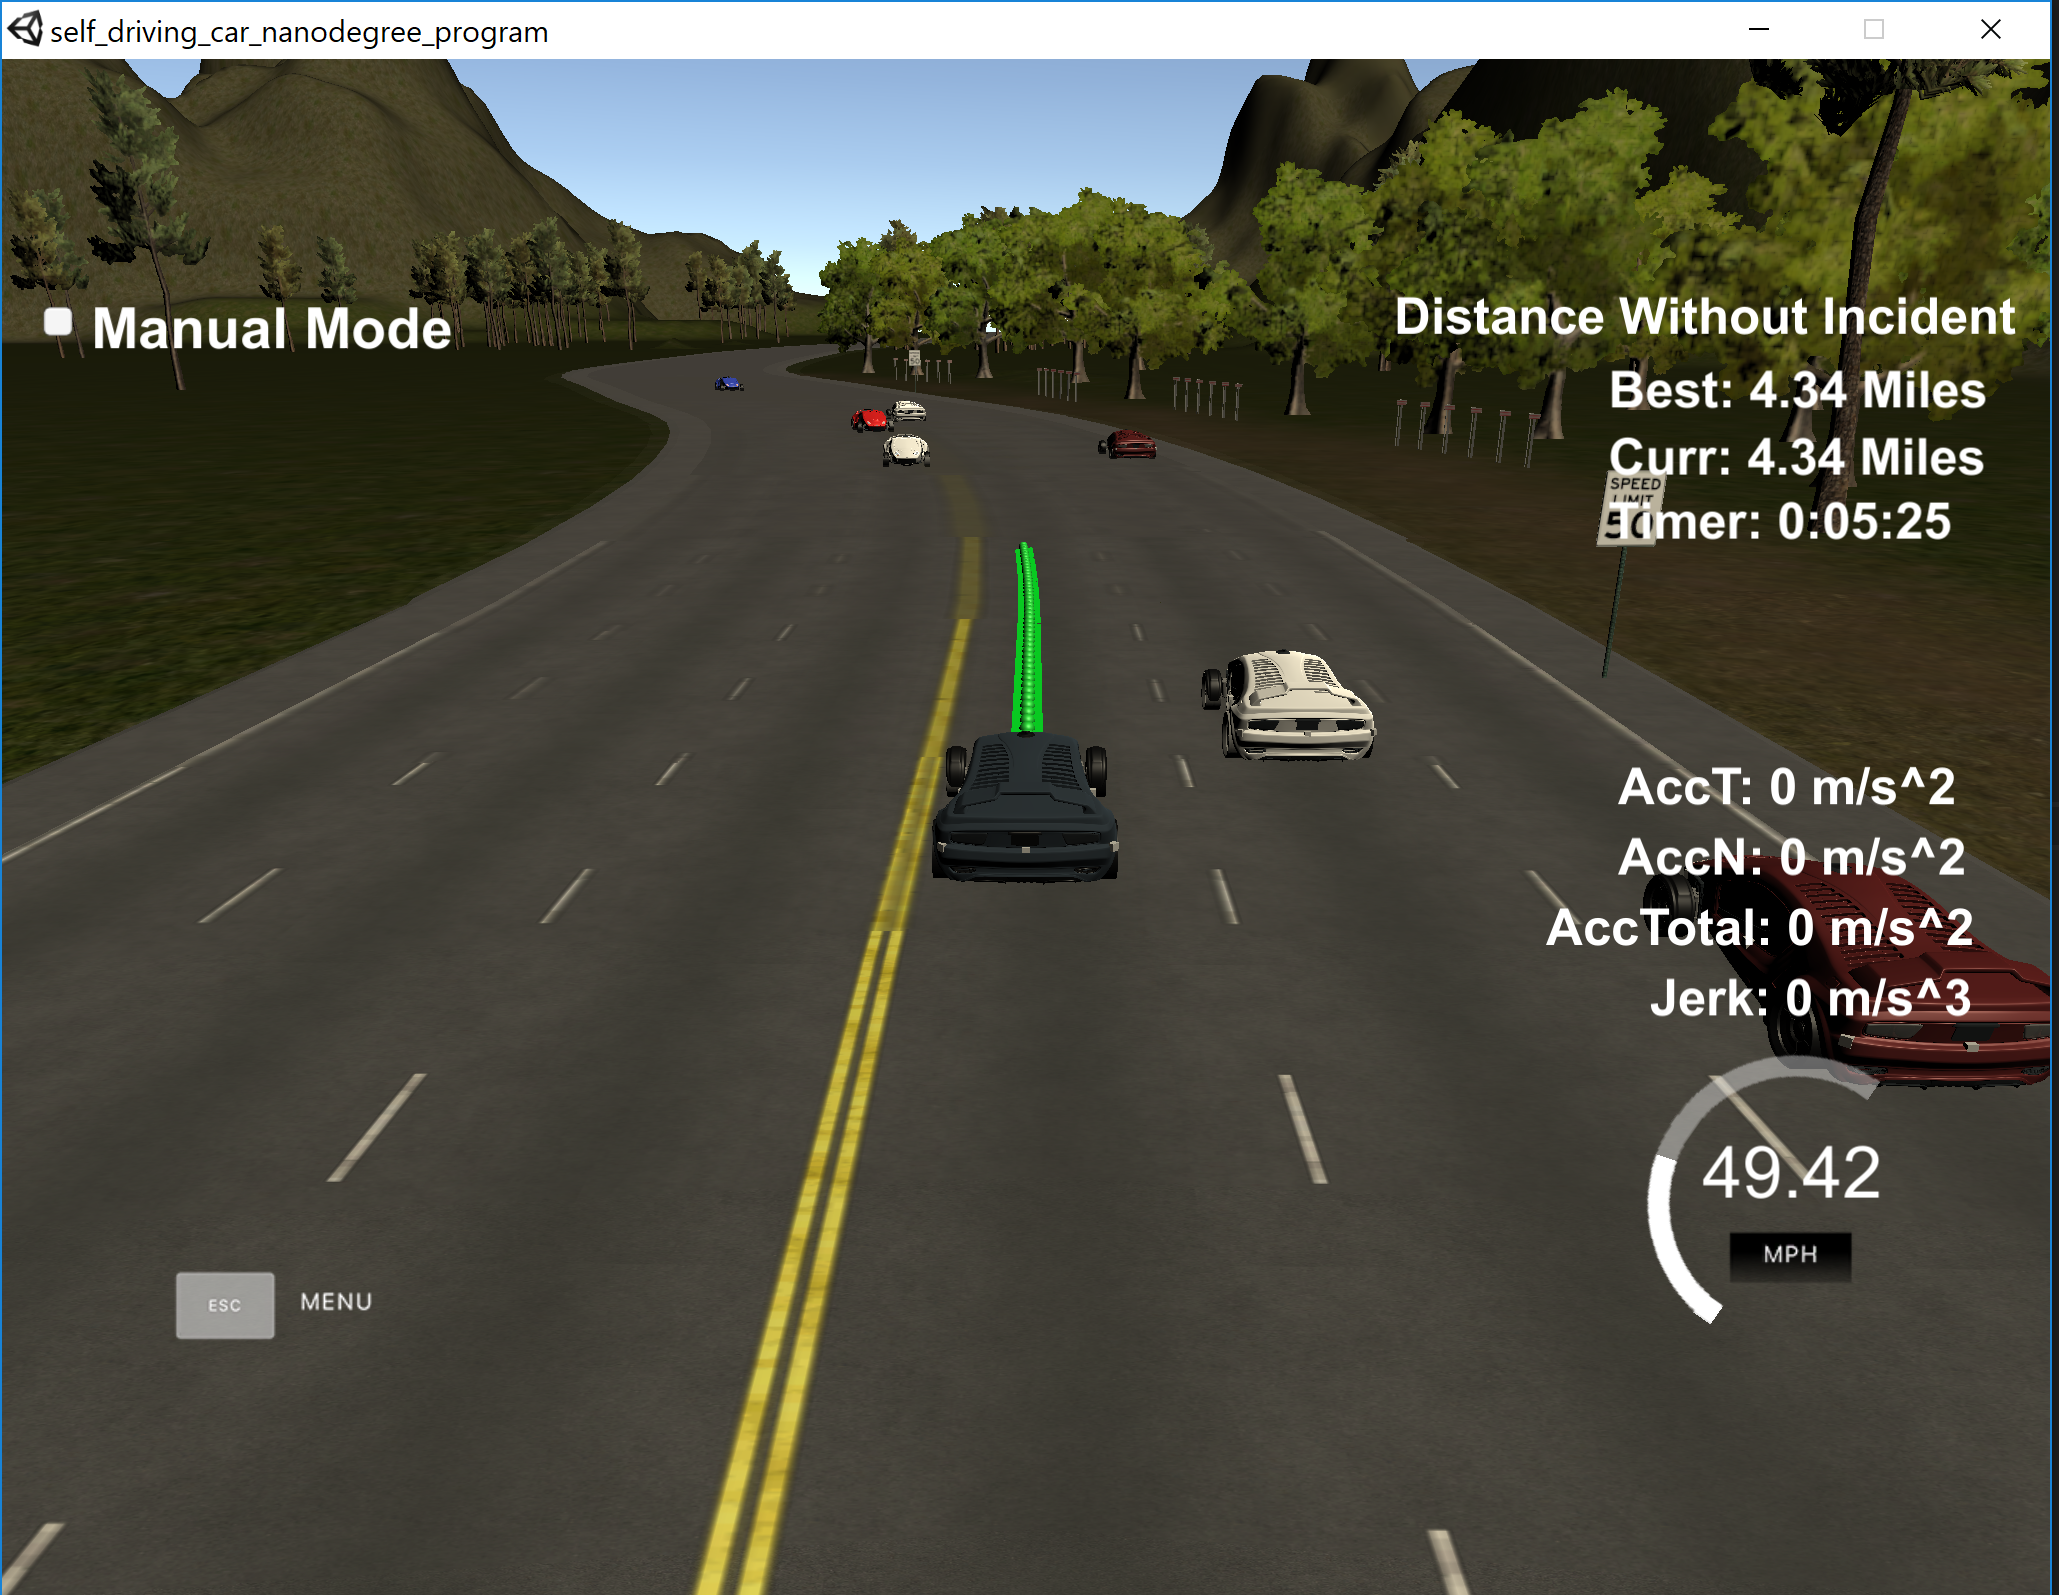 self_driving_car_nanodegree_program
Manual Mode
Distance Without Incident
Best: 4.34 Miles
Curr: 4.34 Miles
SPEED
LIMIT
50
Timer: 0:05:25
AccT: 0 m/s^2
AccN: 0 m/s^2
AccTotal: 0 m/s^2
Jerk: 0 m/s^3
49.42
MPH
ESC MENU